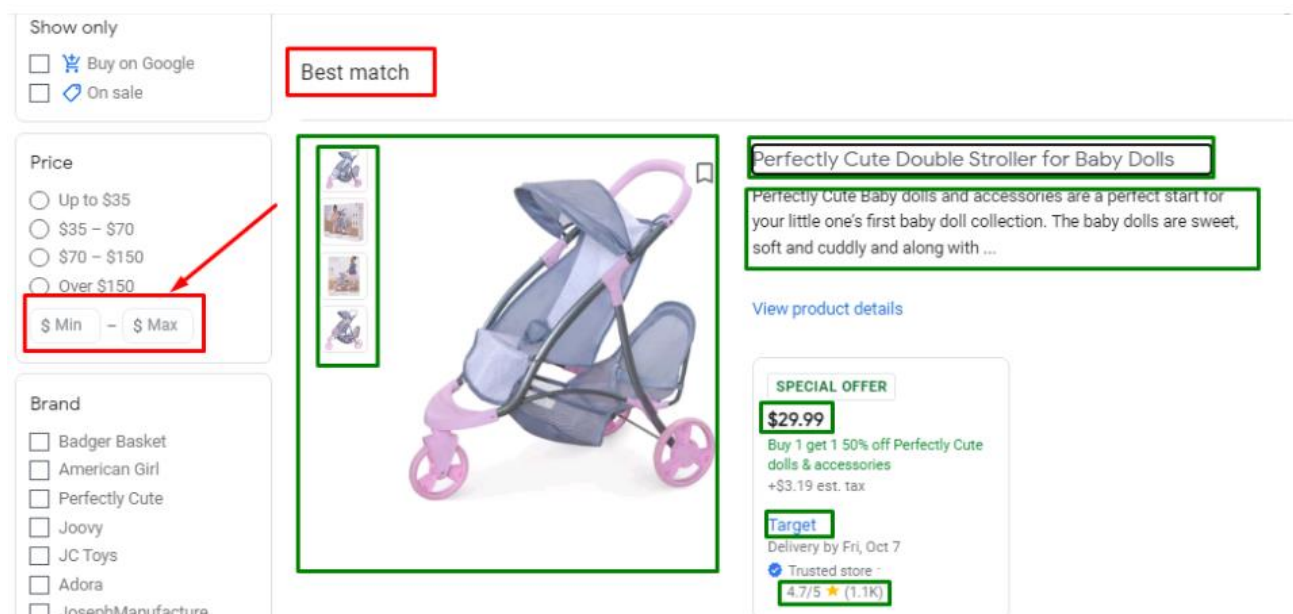 Show only
Buy on Google
On sale
Price
Up to $35
$35 – $70
$70 – $150
Over $150
$ Min – $ Max
Brand
Badger Basket
American Girl
Perfectly Cute
Joovy
JC Toys
Adora
JosephManufacture
Best match
Perfectly Cute Double Stroller for Baby Dolls
Perfectly Cute Baby dolls and accessories are a perfect start for
your little one's first baby doll collection. The baby dolls are sweet,
soft and cuddly and along with ...
View product details
SPECIAL OFFER
$29.99
Buy 1 get 1 50% off Perfectly Cute
dolls & accessories
+$3.19 est. tax
Target
Delivery by Fri, Oct 7
Trusted store
4.7/5 ★ (1.1K)